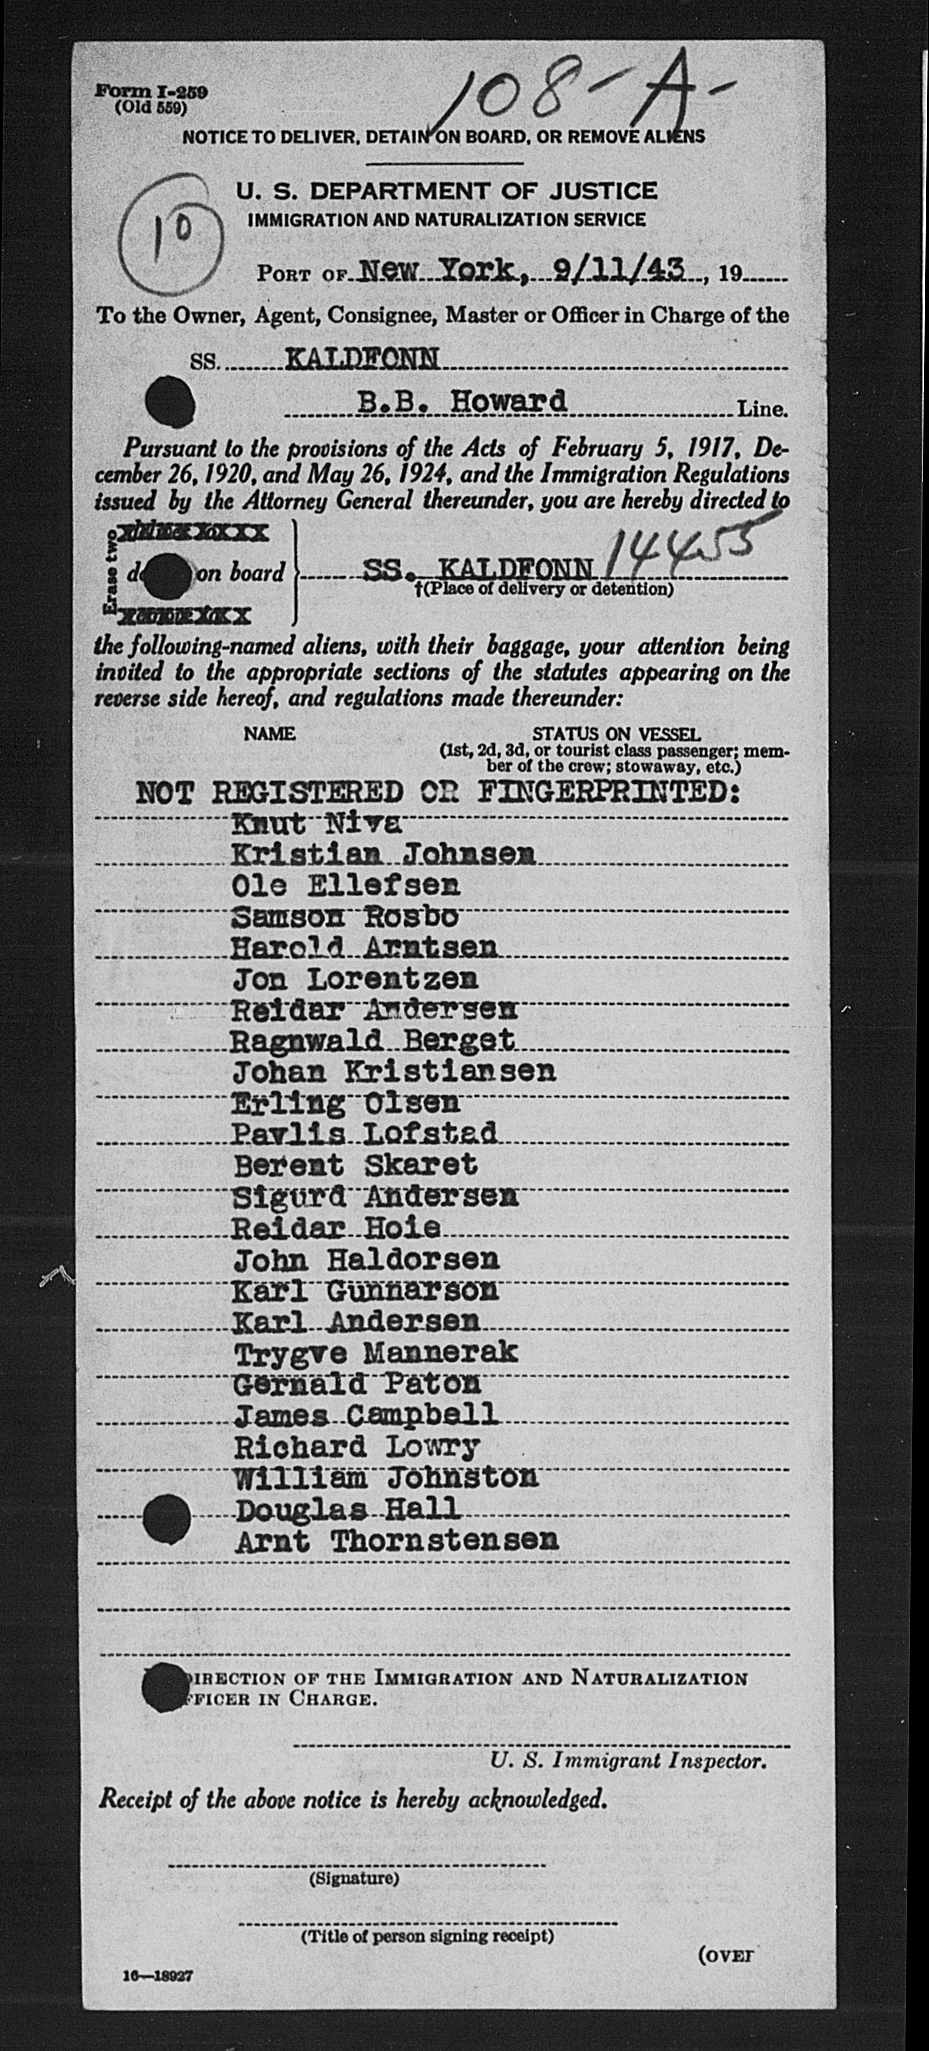 108-A-
Form I-259
(Old 559)
NOTICE TO DELIVER, DETAIN ON BOARD, OR REMOVE ALIENS
U. S. DEPARTMENT OF JUSTICE
IMMIGRATION AND NATURALIZATION SERVICE
10
PORT OF New York, 9/11/43, 19
To the Owner, Agent, Consignee, Master or Officer in Charge of the
SS. KALDFONN
B.B. Howard Line.
Pursuant to the provisions of the Acts of February 5, 1917, De-
cember 26, 1920, and May 26, 1924, and the Immigration Regulations
issued by the Attorney General thereunder, you are hereby directed to
Erase two
on board SS. KALDFONN 14455
†(Place of delivery or detention)
the following-named aliens, with their baggage, your attention being
invited to the appropriate sections of the statutes appearing on the
reverse side hereof, and regulations made thereunder:
NAME STATUS ON VESSEL
(1st, 2d, 3d, or tourist class passenger; mem-
ber of the crew; stowaway, etc.)
NOT REGISTERED OR FINGERPRINTED:
Knut Niva
Kristian Johnsen
Ole Ellefsen
Samson Rosbo
Harold Arntsen
Jon Lorentzen
Reidar Andersen
Ragnwald Berget
Johan Kristiansen
Erling Olsen
Pavlis Lofstad
Berent Skaret
Sigurd Andersen
Reidar Hoie
John Haldorsen
Karl Gunnarson
Karl Andersen
Trygve Mannerak
Gernald Paton
James Campbell
Richard Lowry
William Johnston
Douglas Hall
Arnt Thornstensen
DIRECTION OF THE IMMIGRATION AND NATURALIZATION
OFFICER IN CHARGE.
U. S. Immigrant Inspector.
Receipt of the above notice is hereby acknowledged.
(Signature)
(Title of person signing receipt)
(OVER
16—18927